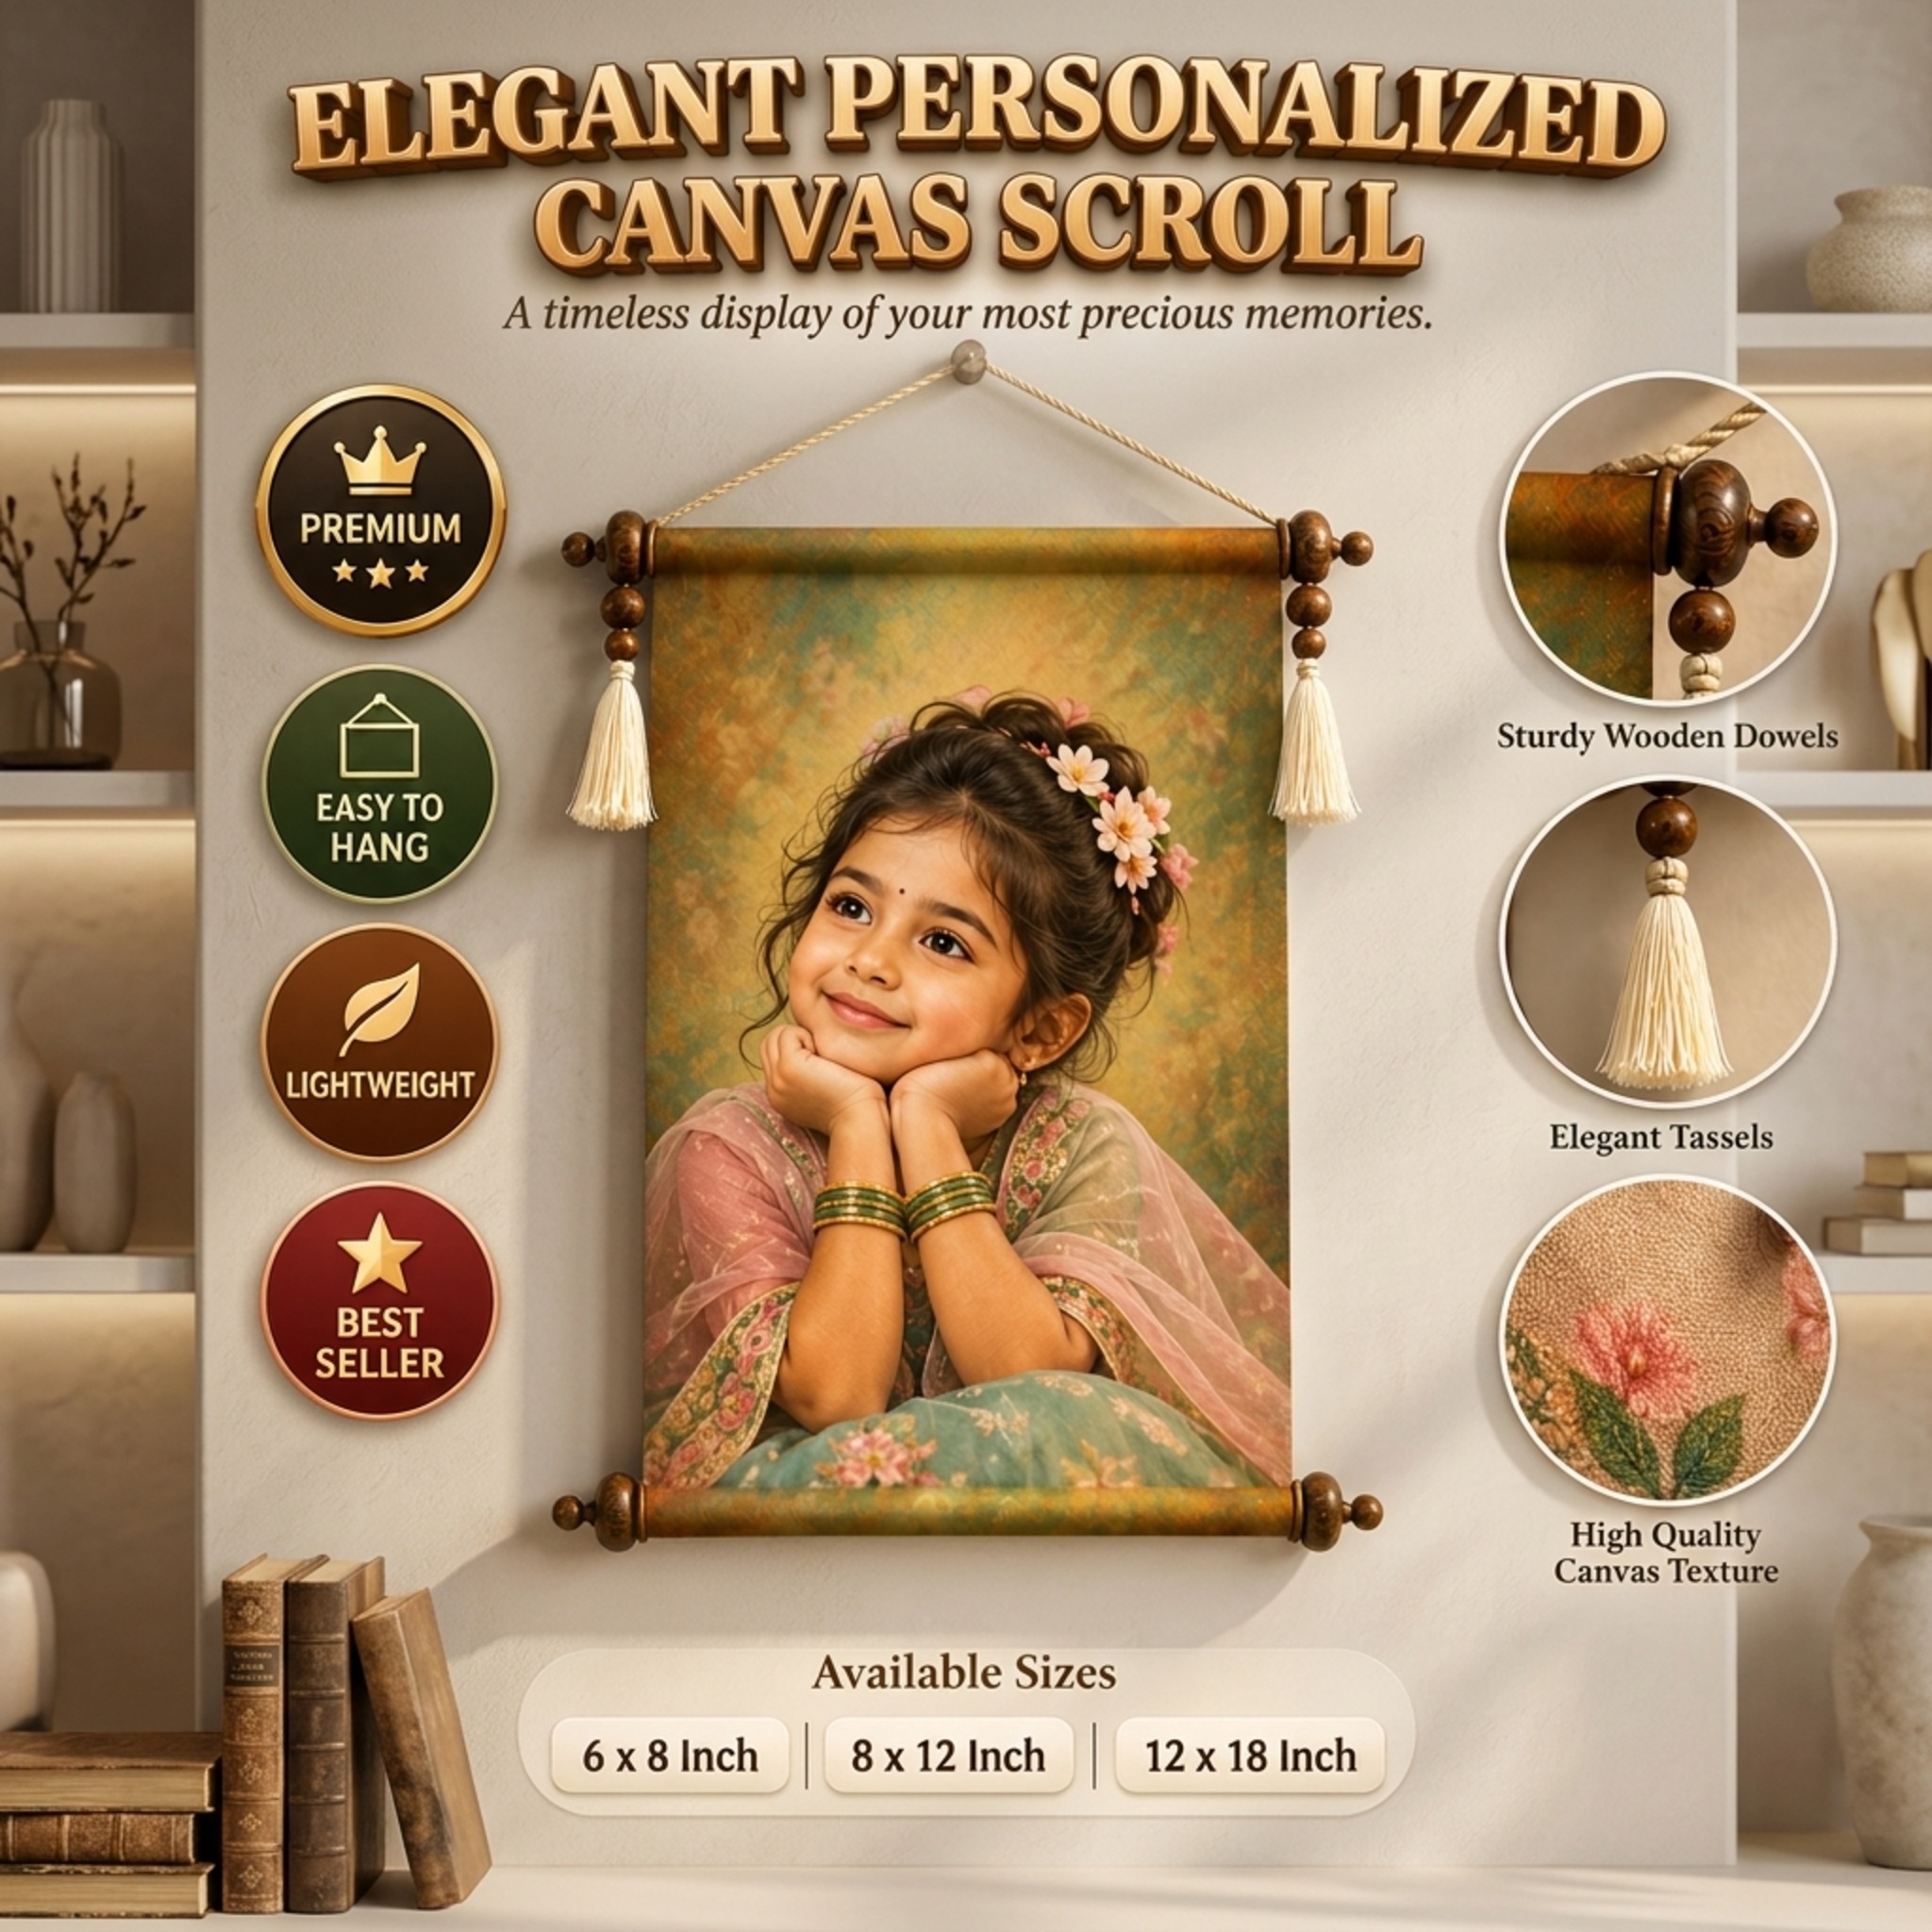 ELEGANT PERSONALIZED
CANVAS SCROLL
A timeless display of your most precious memories.
PREMIUM
EASY TO
HANG
LIGHTWEIGHT
BEST
SELLER
Sturdy Wooden Dowels
Elegant Tassels
High Quality
Canvas Texture
Available Sizes
6 x 8 Inch | 8 x 12 Inch | 12 x 18 Inch